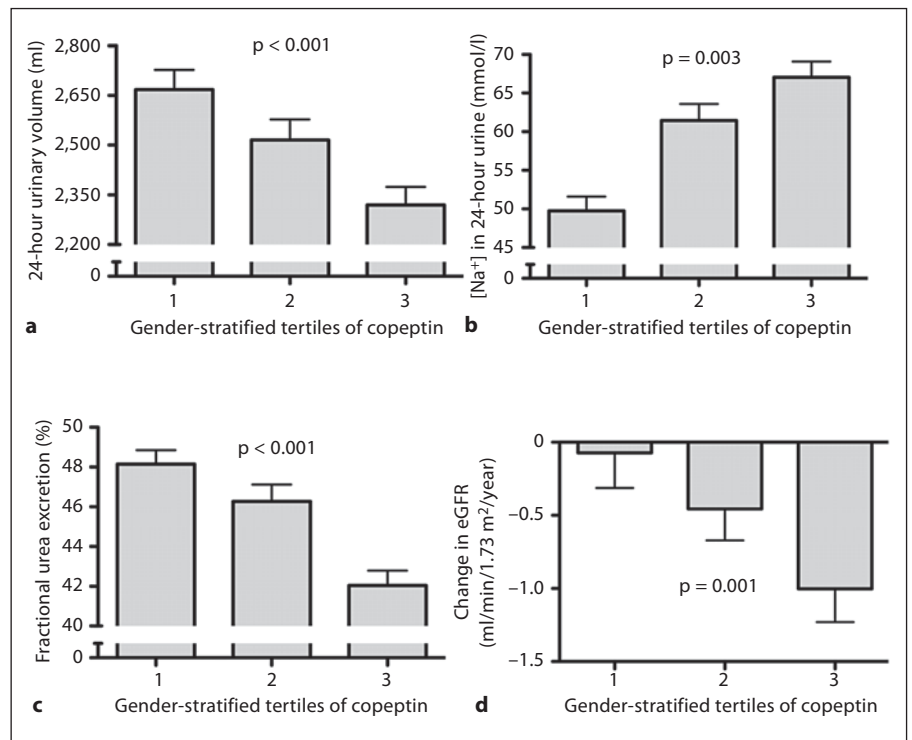 24-hour urinary volume (ml)
2,800
2,650
2,500
2,350
2,200
0
p < 0.001
1 2 3
a Gender-stratified tertiles of copeptin
[Na⁺] in 24-hour urine (mmol/l)
70
65
60
55
50
45
0
p = 0.003
1 2 3
b Gender-stratified tertiles of copeptin
Fractional urea excretion (%)
50
48
46
44
42
40
0
p < 0.001
1 2 3
c Gender-stratified tertiles of copeptin
Change in eGFR
(ml/min/1.73 m²/year)
0
–0.5
–1.0
–1.5
p = 0.001
1 2 3
d Gender-stratified tertiles of copeptin